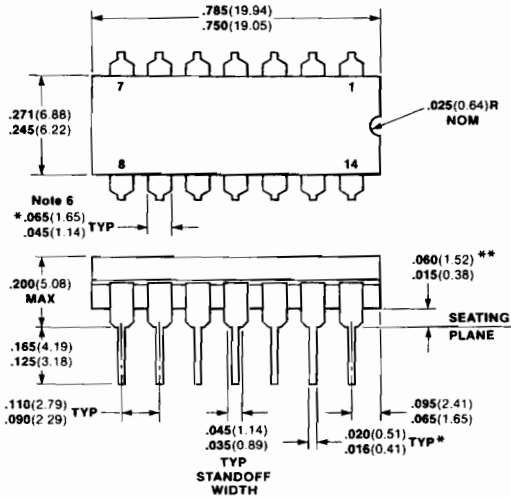 .785(19.94)
.750(19.05)
7
1
.271(6.88)
.245(6.22)
.025(0.64)R
NOM
8
14
Note 6
*.065(1.65)
.045(1.14) TYP
.060(1.52) **
.015(0.38)
.200(5.08)
MAX
SEATING
PLANE
.165(4.19)
.125(3.18)
.110(2.79)
.090(2.29) TYP
.045(1.14)
.035(0.89)
TYP
STANDOFF
WIDTH
.020(0.51)
.016(0.41) TYP*
.095(2.41)
.065(1.65)